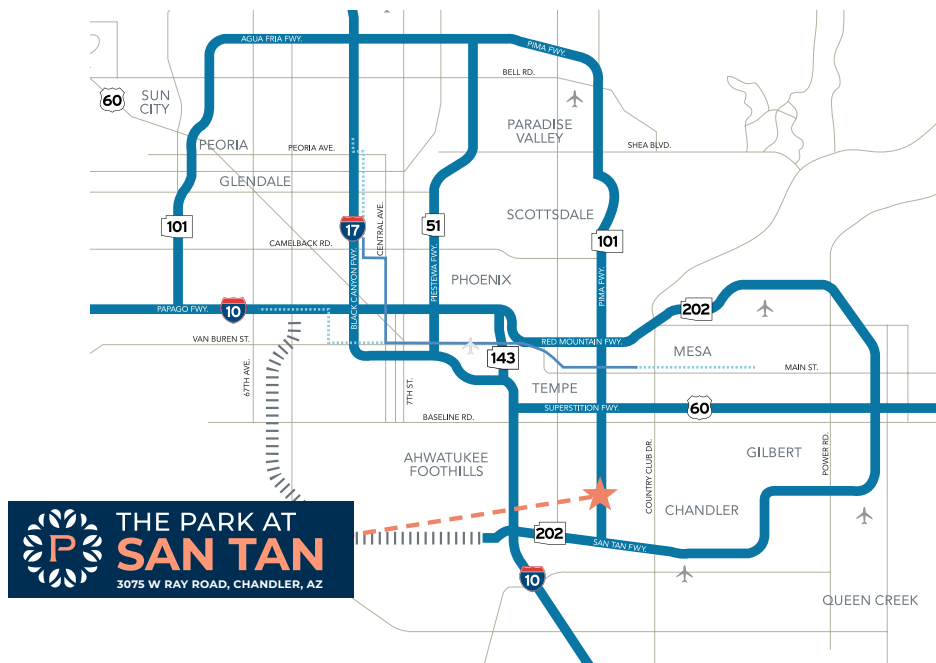 AGUA FRIA FWY.
PIMA FWY.
BELL RD.
60
SUN
CITY
PARADISE
VALLEY
PEORIA
PEORIA AVE.
SHEA BLVD.
GLENDALE
CENTRAL AVE.
SCOTTSDALE
101
17
51
101
CAMELBACK RD.
BLACK CANYON FWY.
PIESTEWA FWY.
PIMA FWY.
PHOENIX
PAPAGO FWY.
10
202
VAN BUREN ST.
RED MOUNTAIN FWY.
MESA
143
MAIN ST.
67TH AVE.
7TH ST.
TEMPE
SUPERSTITION FWY.
60
BASELINE RD.
AHWATUKEE
FOOTHILLS
COUNTRY CLUB DR.
GILBERT
POWER RD.
CHANDLER
P
THE PARK AT
SAN TAN
3075 W RAY ROAD, CHANDLER, AZ
202
SAN TAN FWY.
10
QUEEN CREEK